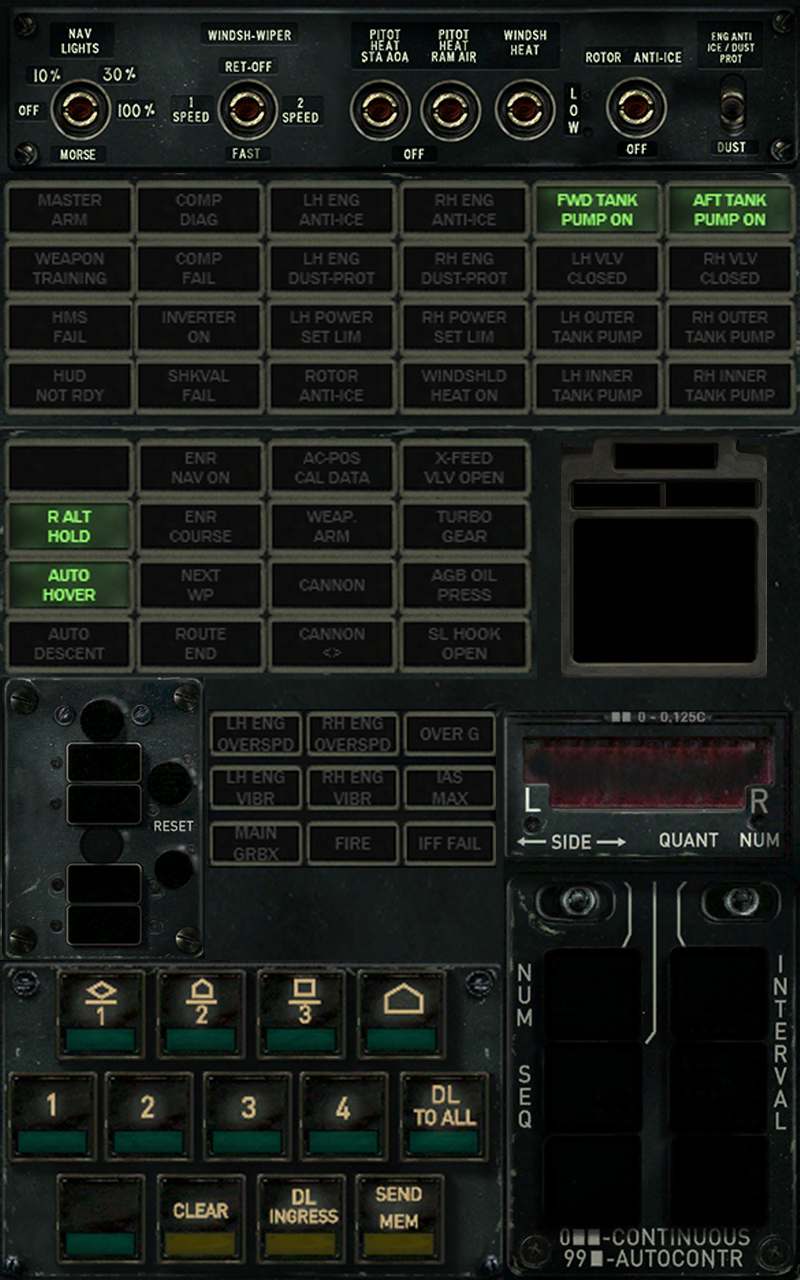 NAV
LIGHTS
10% 30%
OFF 100%
MORSE
WINDSH-WIPER
RET-OFF
1
SPEED
2
SPEED
FAST
PITOT
HEAT
STA AOA
PITOT
HEAT
RAM AIR
WINDSH
HEAT
OFF
L
O
W
ROTOR ANTI-ICE
OFF
ENG ANTI
ICE / DUST
PROT
DUST
MASTER
ARM
COMP
DIAG
LH ENG
ANTI-ICE
RH ENG
ANTI-ICE
FWD TANK
PUMP ON
AFT TANK
PUMP ON
WEAPON
TRAINING
COMP
FAIL
LH ENG
DUST-PROT
RH ENG
DUST-PROT
LH VLV
CLOSED
RH VLV
CLOSED
HMS
FAIL
INVERTER
ON
LH POWER
SET LIM
RH POWER
SET LIM
LH OUTER
TANK PUMP
RH OUTER
TANK PUMP
HUD
NOT RDY
SHKVAL
FAIL
ROTOR
ANTI-ICE
WINDSHLD
HEAT ON
LH INNER
TANK PUMP
RH INNER
TANK PUMP
ENR
NAV ON
AC-POS
CAL DATA
X-FEED
VLV OPEN
R ALT
HOLD
ENR
COURSE
WEAP.
ARM
TURBO
GEAR
AUTO
HOVER
NEXT
WP
CANNON
AGB OIL
PRESS
AUTO
DESCENT
ROUTE
END
CANNON
<>
SL HOOK
OPEN
RESET
LH ENG
OVERSPD
RH ENG
OVERSPD
OVER G
LH ENG
VIBR
RH ENG
VIBR
IAS
MAX
MAIN
GRBX
FIRE
IFF FAIL
■■ 0 - 0,125C
L R
SIDE QUANT NUM
NUM
SEQ
INTERVAL
0■■-CONTINUOUS
99■-AUTOCONTR
1
2
3
1
2
3
4
DL
TO ALL
CLEAR
DL
INGRESS
SEND
MEM